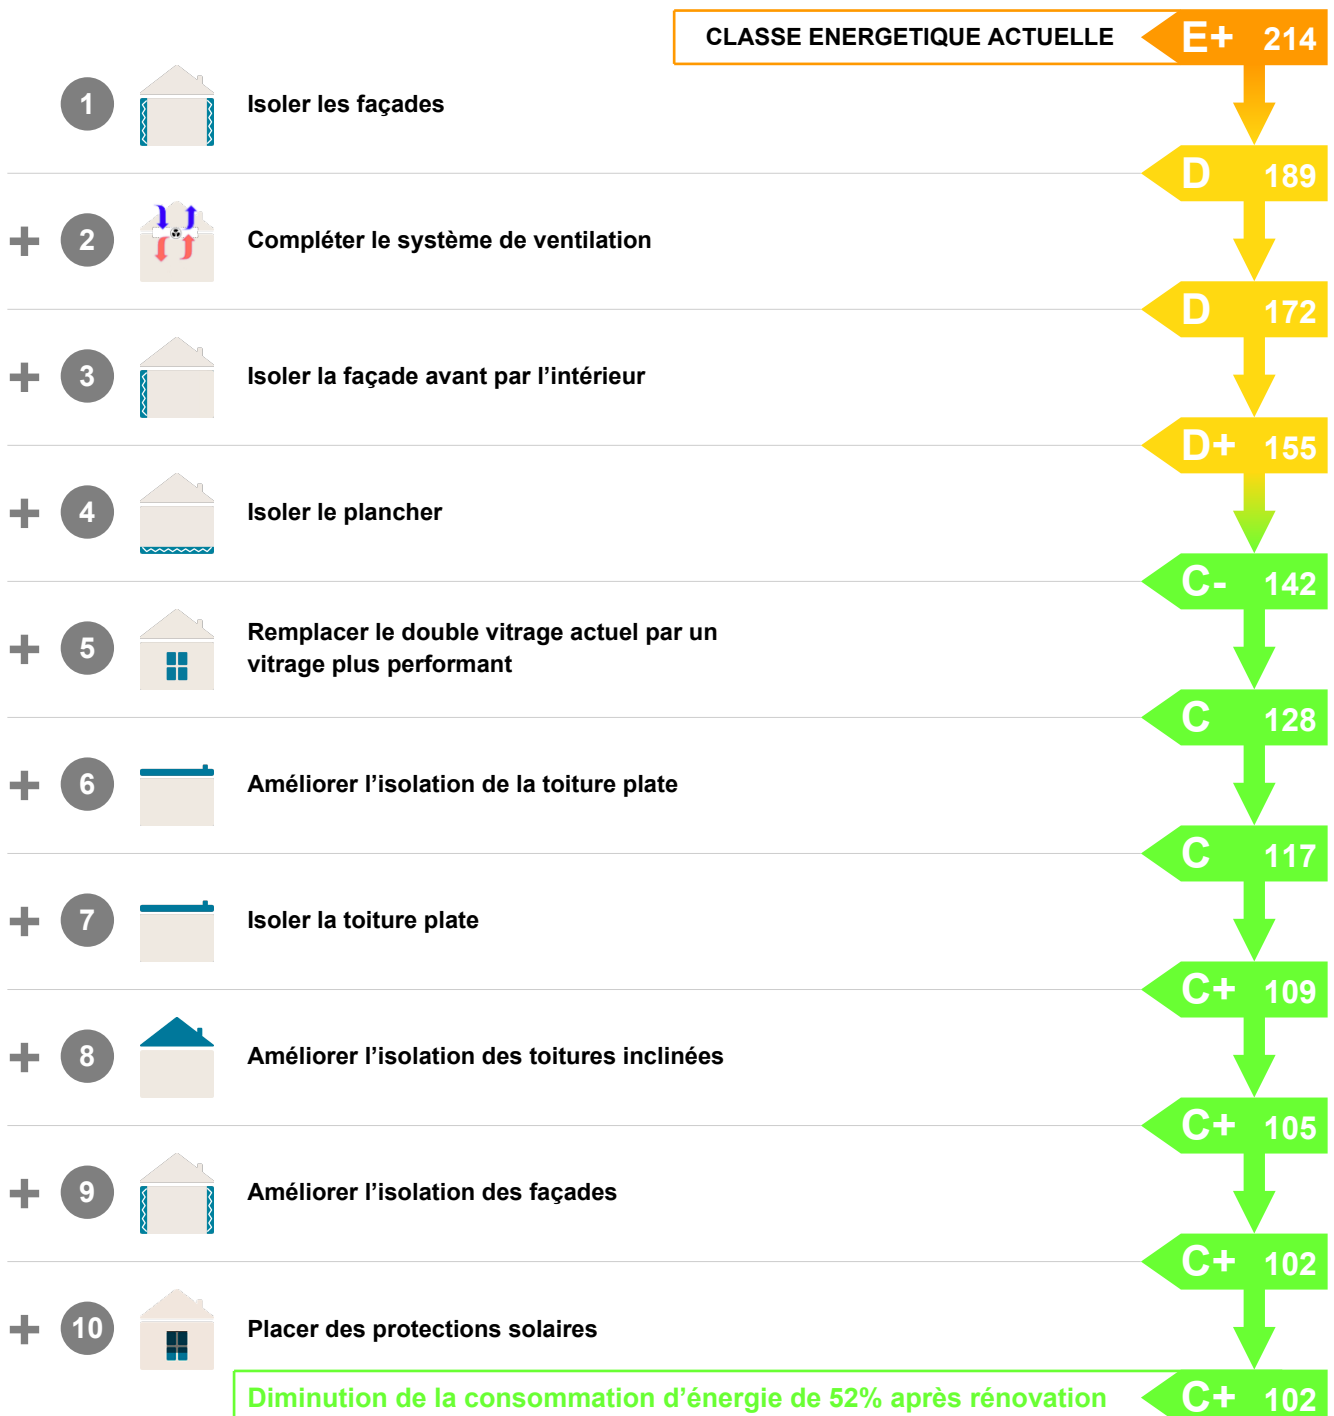 CLASSE ENERGETIQUE ACTUELLE E+ 214
1 Isoler les façades
D 189
+ 2 Compléter le système de ventilation
D 172
+ 3 Isoler la façade avant par l’intérieur
D+ 155
+ 4 Isoler le plancher
C- 142
+ 5 Remplacer le double vitrage actuel par un
vitrage plus performant
C 128
+ 6 Améliorer l’isolation de la toiture plate
C 117
+ 7 Isoler la toiture plate
C+ 109
+ 8 Améliorer l’isolation des toitures inclinées
C+ 105
+ 9 Améliorer l’isolation des façades
C+ 102
+ 10 Placer des protections solaires
Diminution de la consommation d’énergie de 52% après rénovation C+ 102